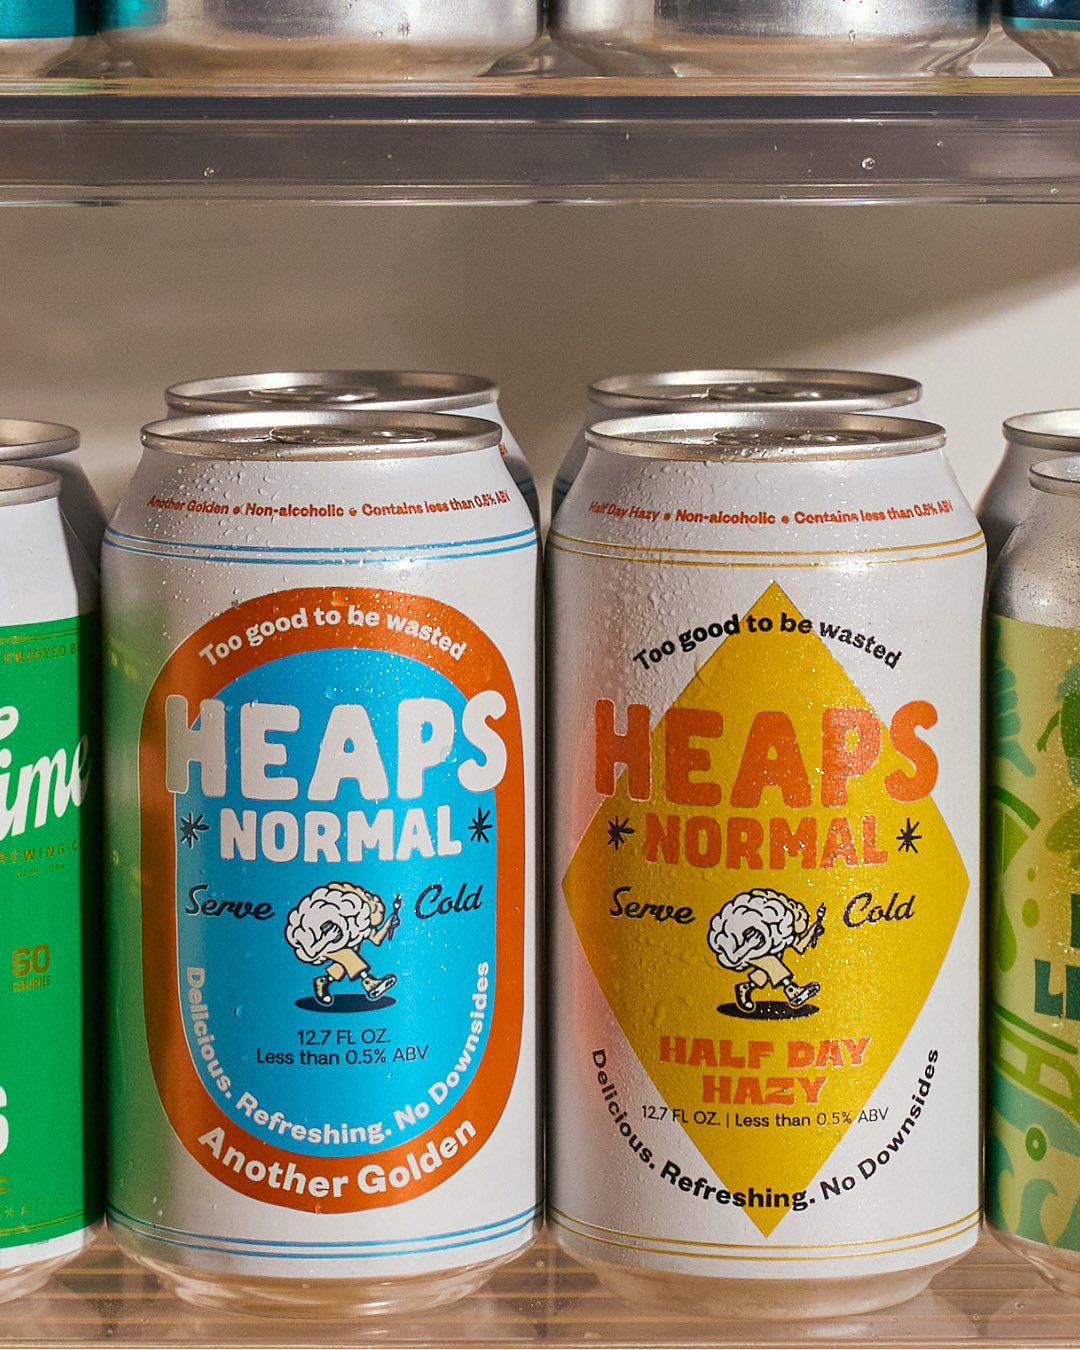 Another Golden • Non-alcoholic • Contains less than 0.5% ABV
Too good to be wasted
HEAPS
NORMAL
Serve Cold
12.7 FL OZ.
Less than 0.5% ABV
Delicious. Refreshing. No Downsides
Another Golden
Half Day Hazy • Non-alcoholic • Contains less than 0.5% ABV
Too good to be wasted
HEAPS
NORMAL
Serve Cold
HALF DAY
HAZY
12.7 FL OZ. | Less than 0.5% ABV
Delicious. Refreshing. No Downsides
ENJOYED
60
CALORIES